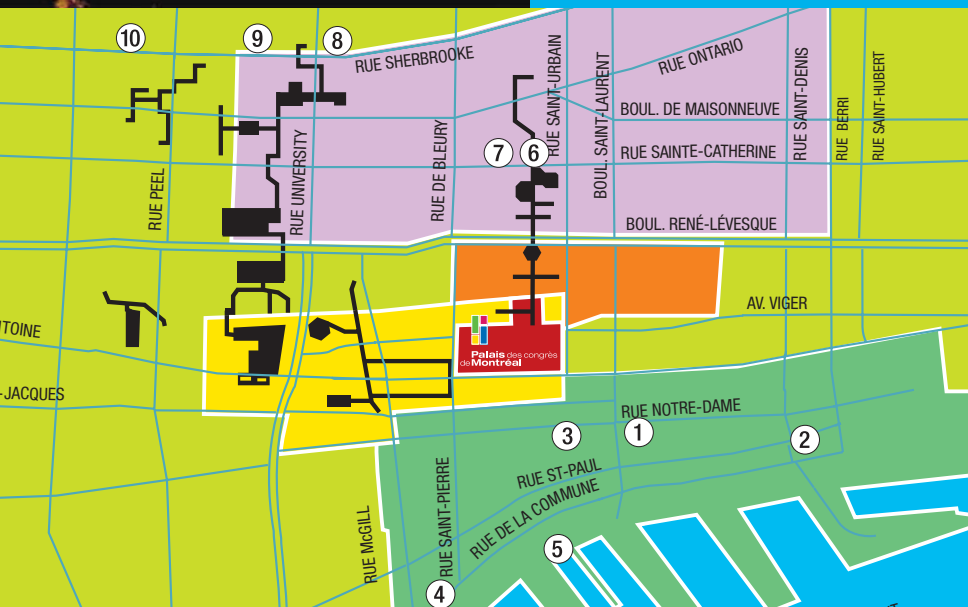 10
9
8
RUE SHERBROOKE
RUE ONTARIO
RUE SAINT-URBAIN
BOUL. SAINT-LAURENT
RUE SAINT-DENIS
RUE BERRI
RUE SAINT-HUBERT
BOUL. DE MAISONNEUVE
7
6
RUE SAINTE-CATHERINE
RUE PEEL
RUE UNIVERSITY
RUE DE BLEURY
BOUL. RENÉ-LÉVESQUE
AV. VIGER
TOINE
Palais des congrès
de Montréal
-JACQUES
RUE NOTRE-DAME
3
1
2
RUE ST-PAUL
RUE DE LA COMMUNE
RUE SAINT-PIERRE
RUE McGILL
5
4